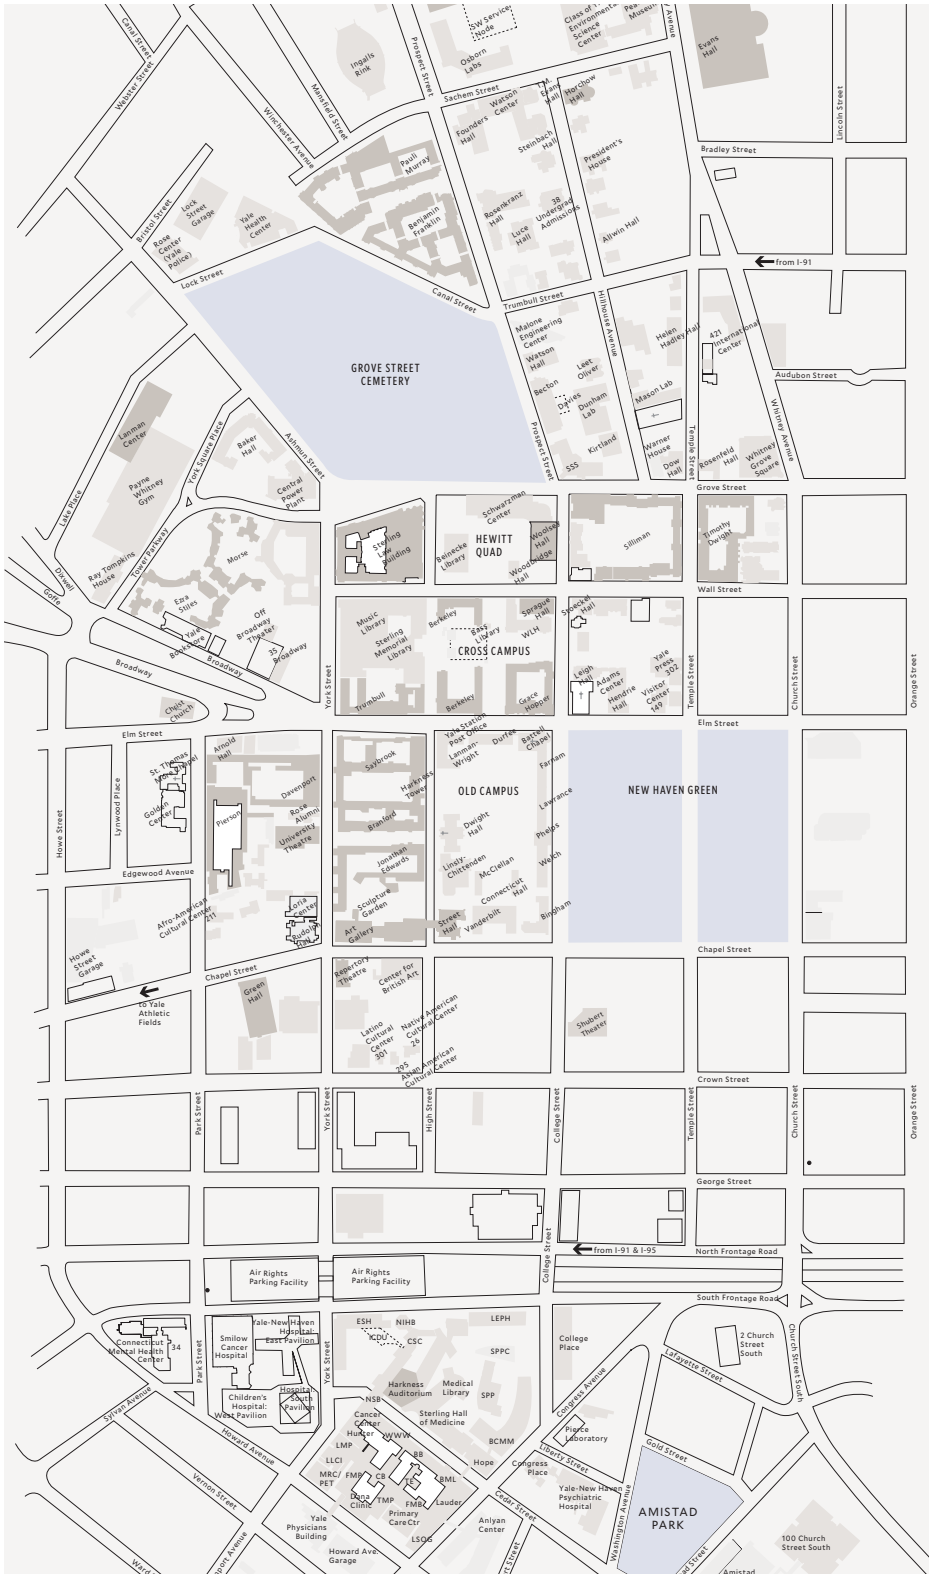 Canal Street
Webster Street
Winchester Avenue
Mansfield Street
Prospect Street
Ingalls
Rink
SW Service
Node
Osborn
Labs
Class of
Environmental
Science
Center
Museum
Avenue
Evans
Hall
Lincoln Street
Sachem Street
Founders
Hall
Watson
Center
Horchow
Hall
Steinbach
Hall
President's
House
Bradley Street
Pauli
Murray
Benjamin
Franklin
Lock
Street
Garage
Yale
Health
Center
Bristol Street
Rose
Center
(Yale
Police)
Rosenkranz
Hall
Luce
Hall
38
Undergrad
Admissions
Allwin Hall
from I-91
Lock Street
Canal Street
Trumbull Street
Hillhouse Avenue
GROVE STREET
CEMETERY
Malone
Engineering
Center
Watson
Hall
Becton
Davies
Leet
Oliver
Dunham
Lab
Kirtland
SSS
Helen
Hadley Hall
421
International
Center
Mason Lab
Warner
House
Dow
Hall
Rosenfeld
Hall
Whitney
Grove
Square
Audubon Street
Whitney Avenue
Temple Street
Prospect Street
Grove Street
Lanman
Center
Payne
Whitney
Gym
York Square Place
Baker
Hall
Ashmun Street
Central
Power
Plant
Lake Place
Tower Parkway
Ray Tompkins
House
Dixwell
Goffe
Morse
Ezra
Stiles
Sterling
Law
Building
Schwarzman
Center
HEWITT
QUAD
Beinecke
Library
Woolsey
Hall
Woodbridge
Hall
Silliman
Timothy
Dwight
Wall Street
Yale
Bookstore
Off
Broadway
Theater
35
Broadway
Broadway
Broadway
York Street
Music
Library
Sterling
Memorial
Library
Berkeley
Bass
Library
CROSS CAMPUS
Sprague
Hall
WLH
Stoeckel
Hall
Leigh
Hall
Adams
Center
Hendrie
Hall
Yale
Press
302
Visitor
Center
149
Trumbull
Berkeley
Grace
Hopper
Temple Street
Church Street
Orange Street
Elm Street
Christ
Church
Elm Street
Howe Street
Lynwood Place
St. Thomas
More Chapel
Golden
Center
Edgewood Avenue
Arnold
Hall
Davenport
Pierson
Rose
Alumni
University
Theatre
Saybrook
Harkness
Tower
Branford
Jonathan
Edwards
Sculpture
Garden
Art
Gallery
Yale Station
Post Office
Lanman-
Wright
Durfee
Battell
Chapel
Farnam
OLD CAMPUS
Lawrance
Dwight
Hall
Phelps
Linsly-
Chittenden
McClellan
Welch
Connecticut
Hall
Street
Hall
Vanderbilt
Bingham
NEW HAVEN GREEN
Afro-American
Cultural Center
211
Loria
Center
Rudolph
Hall
Howe
Street
Garage
Chapel Street
Chapel Street
to Yale
Athletic
Fields
Green
Hall
Repertory
Theatre
Center for
British Art
Latino
Cultural
Center
301
Native American
Cultural Center
26
295
Asian American
Cultural Center
Shubert
Theater
Crown Street
Park Street
York Street
High Street
College Street
Temple Street
Church Street
Orange Street
George Street
College Street
from I-91 & I-95
North Frontage Road
Air Rights
Parking Facility
Air Rights
Parking Facility
South Frontage Road
Connecticut
Mental Health
Center
34
Park Street
Smilow
Cancer
Hospital
Yale-New Haven
Hospital:
East Pavilion
Children's
Hospital:
West Pavilion
Hospital:
South
Pavilion
York Street
ESH
NIHB
ICDU
CSC
LEPH
SPPC
College
Place
2 Church
Street
South
Church Street South
Lafayette Street
Harkness
Auditorium
Medical
Library
SPP
NSB
Sterling Hall
of Medicine
Congress Avenue
Sylvan Avenue
Howard Avenue
Vernon Street
Cancer
Center
Hunter
WWW
LMP
LLCI
MRC/
PET
FMP
CB
BB
TE
BML
Dana
Clinic
TMP
FMB
Lauder
Primary
Care Ctr
LSOG
BCMM
Hope
Pierce
Laboratory
Liberty Street
Congress
Place
Gold Street
Yale-New Haven
Psychiatric
Hospital
Washington Avenue
Cedar Street
Anlyan
Center
AMISTAD
PARK
Yale
Physicians
Building
Howard Ave.
Garage
100 Church
Street South
Amistad